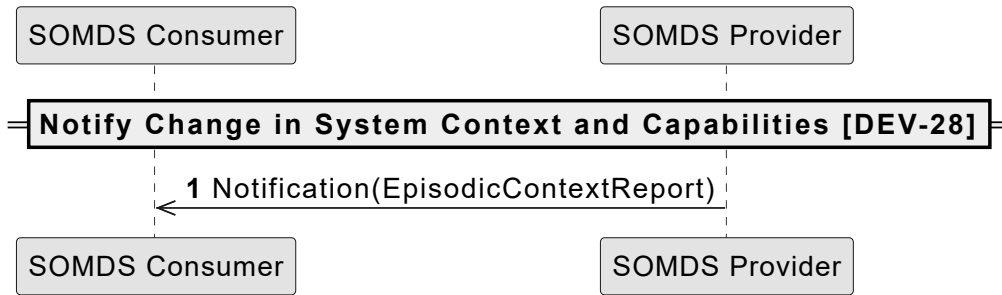 SOMDS Consumer SOMDS Provider
Notify Change in System Context and Capabilities [DEV-28]
1 Notification(EpisodicContextReport)
SOMDS Consumer SOMDS Provider